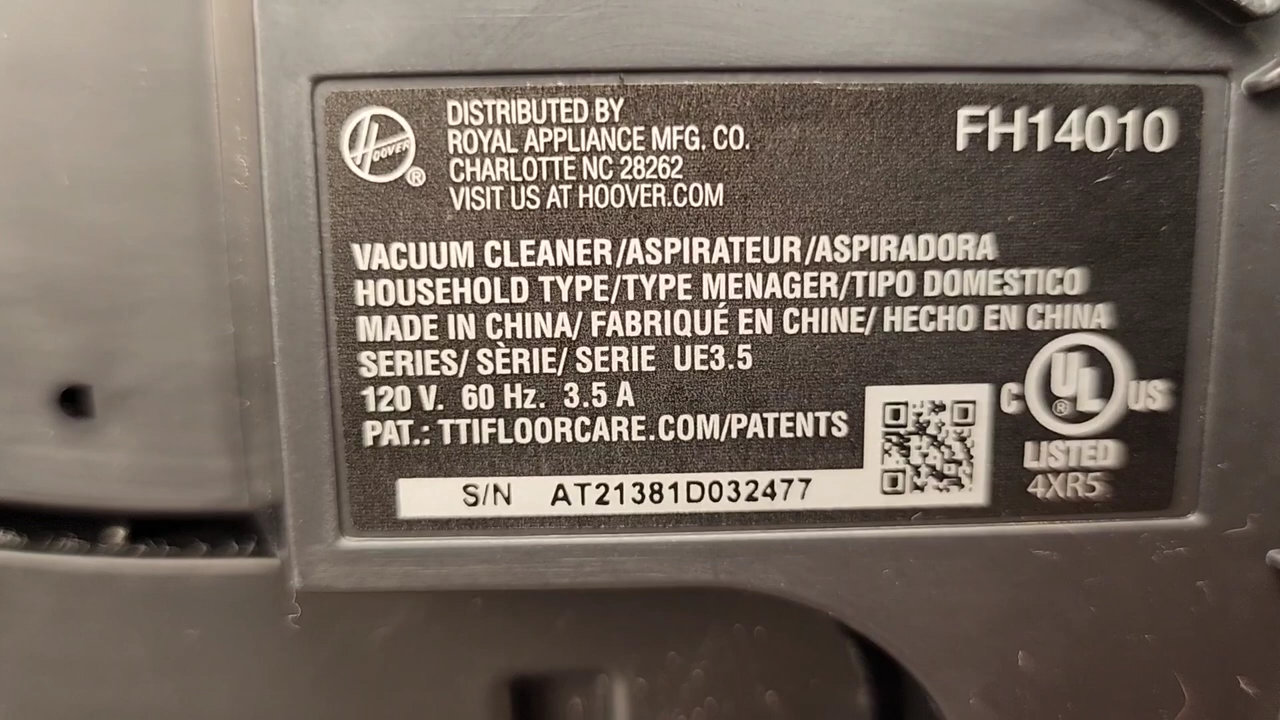 HOOVER ®
DISTRIBUTED BY
ROYAL APPLIANCE MFG. CO.
CHARLOTTE NC 28262
VISIT US AT HOOVER.COM
FH14010
VACUUM CLEANER/ASPIRATEUR/ASPIRADORA
HOUSEHOLD TYPE/TYPE MENAGER/TIPO DOMESTICO
MADE IN CHINA/ FABRIQUÉ EN CHINE/ HECHO EN CHINA
SERIES/ SÈRIE/ SERIE UE3.5
120 V. 60 Hz. 3.5 A
PAT.: TTIFLOORCARE.COM/PATENTS
C UL ® US
LISTED
4XR5
S/N AT21381D032477